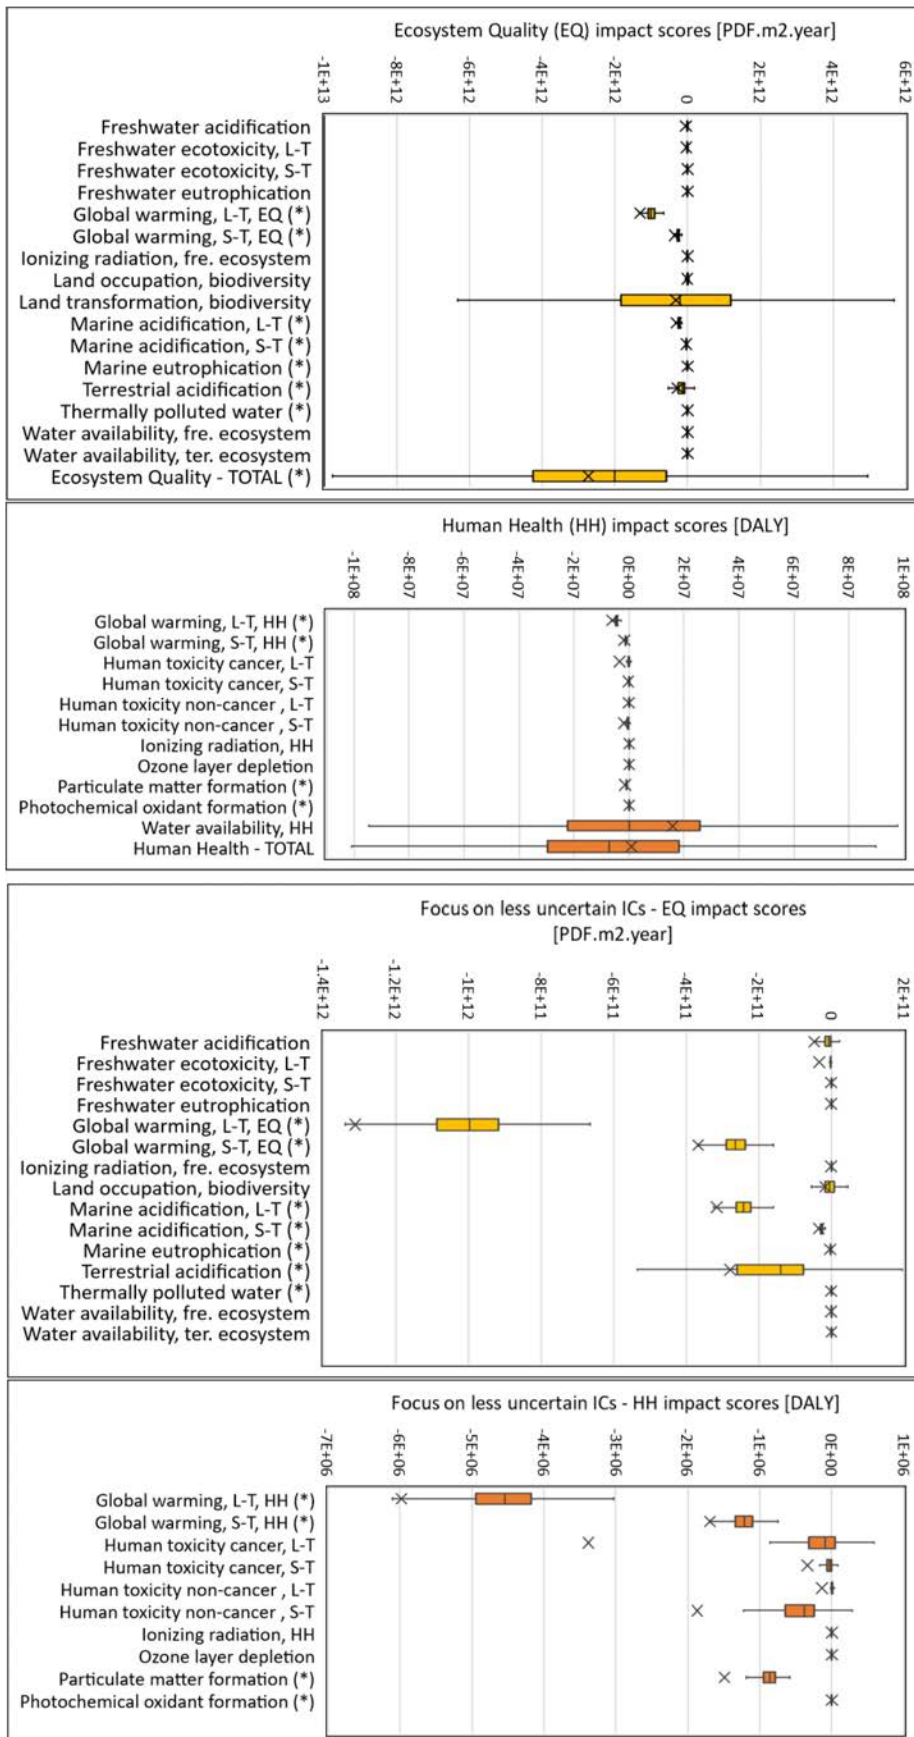 Ecosystem Quality (EQ) impact scores [PDF.m2.year]
-1E+13
-8E+12
-6E+12
-4E+12
-2E+12
0
2E+12
4E+12
6E+12
Freshwater acidification
Freshwater ecotoxicity, L-T
Freshwater ecotoxicity, S-T
Freshwater eutrophication
Global warming, L-T, EQ (*)
Global warming, S-T, EQ (*)
Ionizing radiation, fre. ecosystem
Land occupation, biodiversity
Land transformation, biodiversity
Marine acidification, L-T (*)
Marine acidification, S-T (*)
Marine eutrophication (*)
Terrestrial acidification (*)
Thermally polluted water (*)
Water availability, fre. ecosystem
Water availability, ter. ecosystem
Ecosystem Quality - TOTAL (*)
Human Health (HH) impact scores [DALY]
-1E+08
-8E+07
-6E+07
-4E+07
-2E+07
0E+00
2E+07
4E+07
6E+07
8E+07
1E+08
Global warming, L-T, HH (*)
Global warming, S-T, HH (*)
Human toxicity cancer, L-T
Human toxicity cancer, S-T
Human toxicity non-cancer , L-T
Human toxicity non-cancer , S-T
Ionizing radiation, HH
Ozone layer depletion
Particulate matter formation (*)
Photochemical oxidant formation (*)
Water availability, HH
Human Health - TOTAL
Focus on less uncertain ICs - EQ impact scores
[PDF.m2.year]
-1.4E+12
-1.2E+12
-1E+12
-8E+11
-6E+11
-4E+11
-2E+11
0
2E+11
Freshwater acidification
Freshwater ecotoxicity, L-T
Freshwater ecotoxicity, S-T
Freshwater eutrophication
Global warming, L-T, EQ (*)
Global warming, S-T, EQ (*)
Ionizing radiation, fre. ecosystem
Land occupation, biodiversity
Marine acidification, L-T (*)
Marine acidification, S-T (*)
Marine eutrophication (*)
Terrestrial acidification (*)
Thermally polluted water (*)
Water availability, fre. ecosystem
Water availability, ter. ecosystem
Focus on less uncertain ICs - HH impact scores [DALY]
-7E+06
-6E+06
-5E+06
-4E+06
-3E+06
-2E+06
-1E+06
0E+00
1E+06
Global warming, L-T, HH (*)
Global warming, S-T, HH (*)
Human toxicity cancer, L-T
Human toxicity cancer, S-T
Human toxicity non-cancer , L-T
Human toxicity non-cancer , S-T
Ionizing radiation, HH
Ozone layer depletion
Particulate matter formation (*)
Photochemical oxidant formation (*)